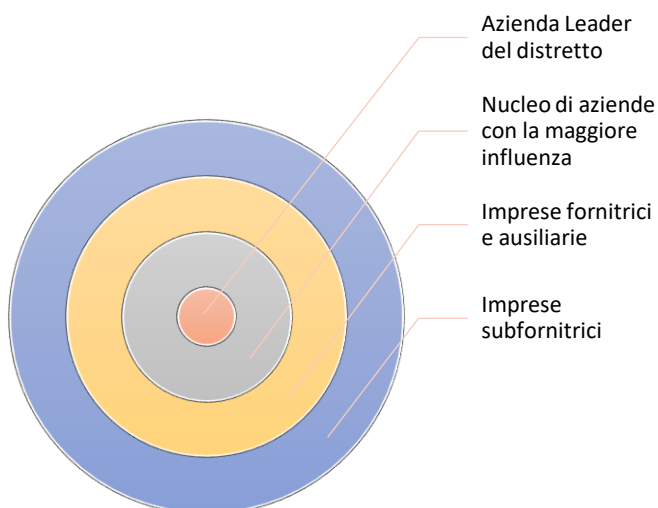 Azienda Leader
del distretto
Nucleo di aziende
con la maggiore
influenza
Imprese fornitrici
e ausiliarie
Imprese
subfornitrici